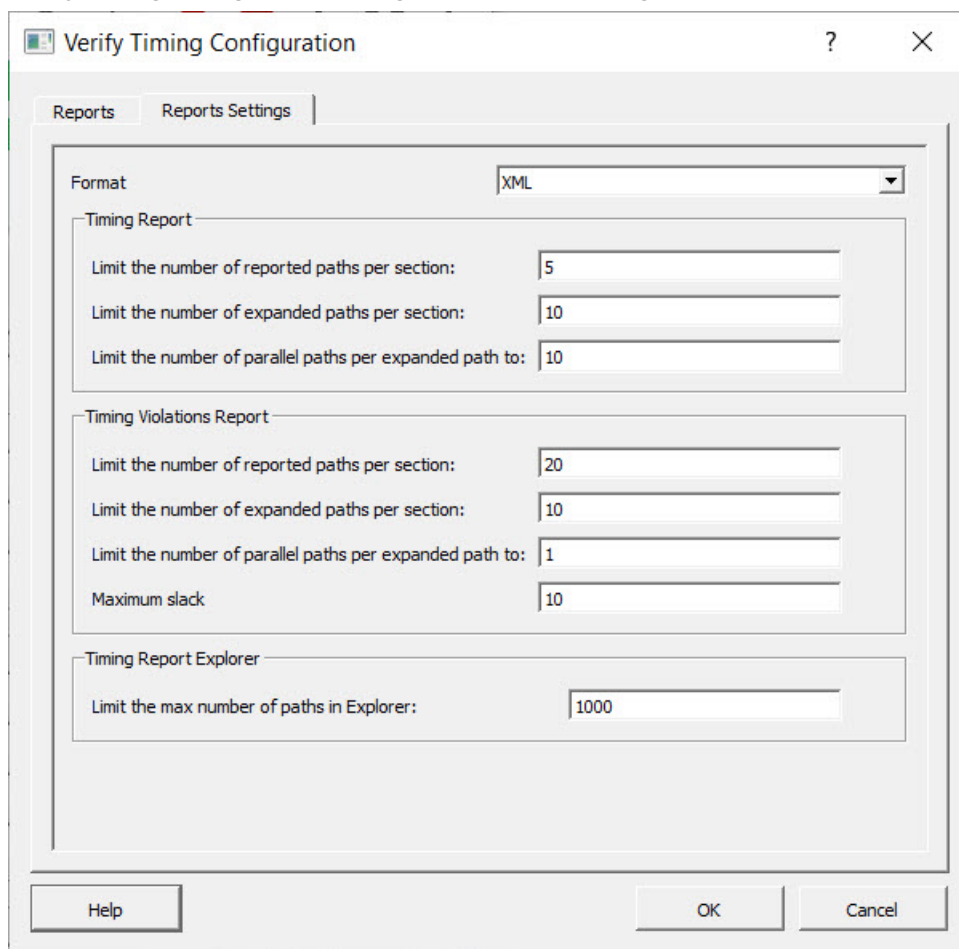 Verify Timing Configuration ?
Reports Reports Settings
Format XML
Timing Report
Limit the number of reported paths per section: 5
Limit the number of expanded paths per section: 10
Limit the number of parallel paths per expanded path to: 10
Timing Violations Report
Limit the number of reported paths per section: 20
Limit the number of expanded paths per section: 10
Limit the number of parallel paths per expanded path to: 1
Maximum slack 10
Timing Report Explorer
Limit the max number of paths in Explorer: 1000
Help OK Cancel